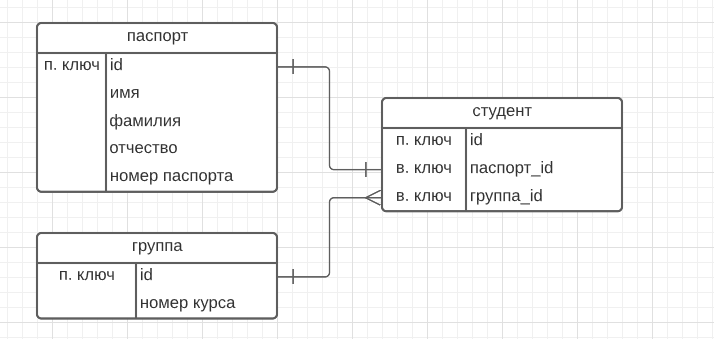 паспорт
п. ключ id
имя
фамилия
отчество
номер паспорта
студент
п. ключ id
в. ключ паспорт_id
в. ключ группа_id
группа
п. ключ id
номер курса